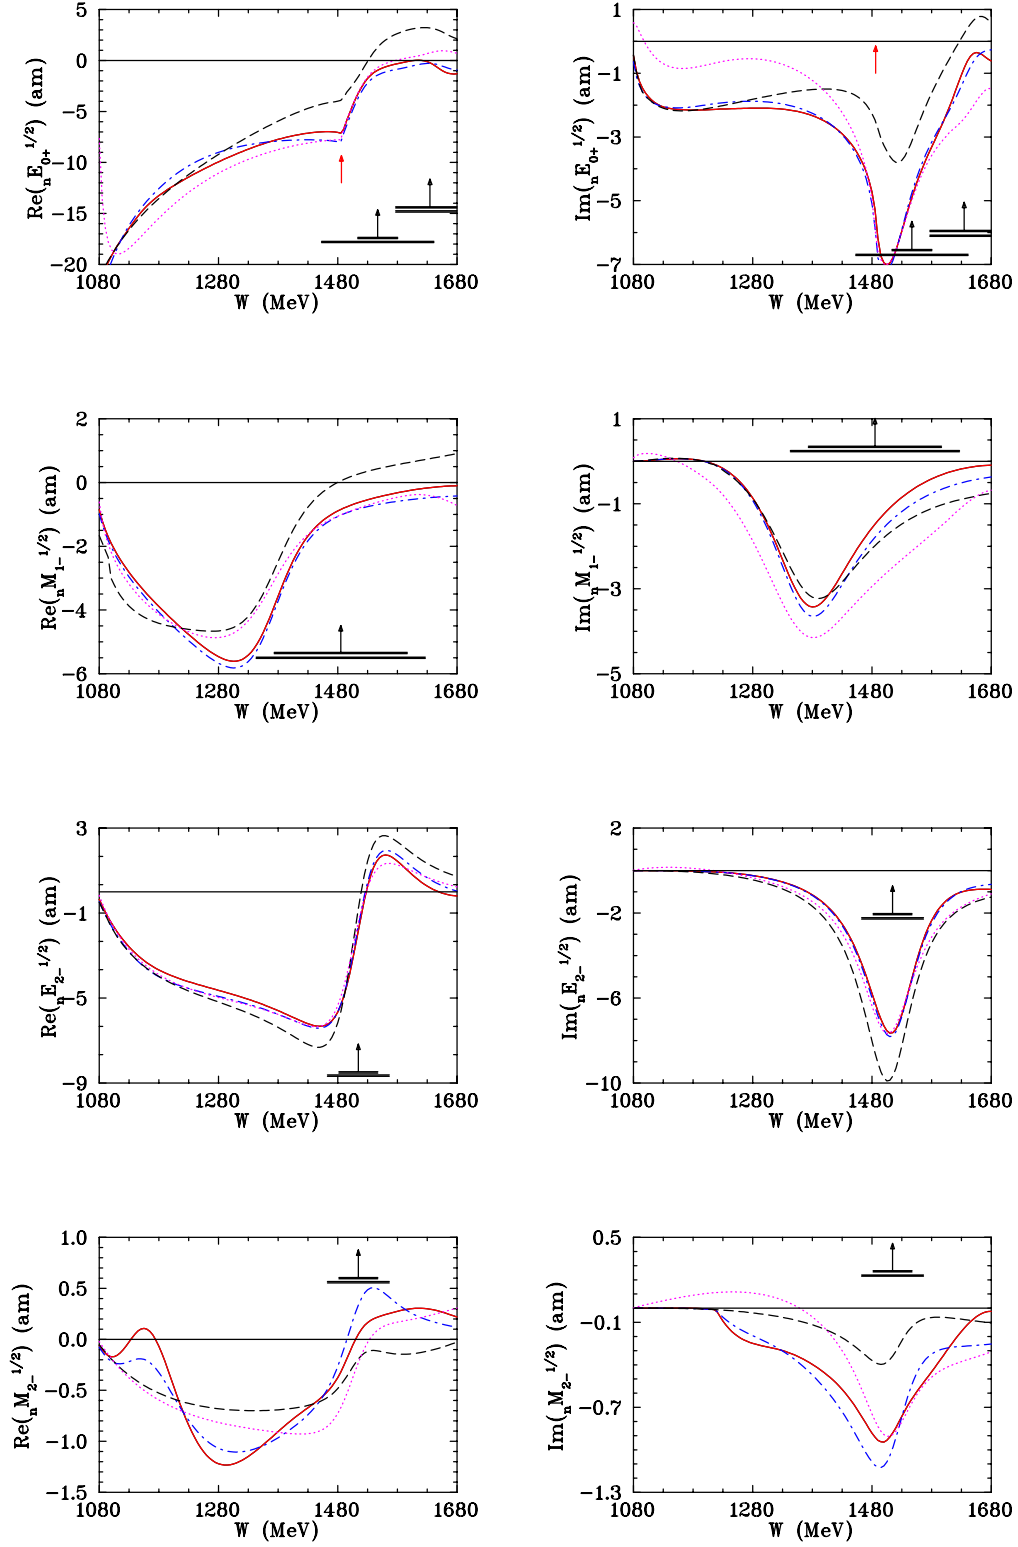 5
0
−5
−10
−15
−20
1080 1280 1480 1680
W (MeV)
Re(ₙE₀₊^1/2) (am)
1
−1
−3
−5
−7
1080 1280 1480 1680
W (MeV)
Im(ₙE₀₊^1/2) (am)
2
0
−2
−4
−6
1080 1280 1480 1680
W (MeV)
Re(ₙM₁₋^1/2) (am)
1
−1
−3
−5
1080 1280 1480 1680
W (MeV)
Im(ₙM₁₋^1/2) (am)
3
−1
−5
−9
1080 1280 1480 1680
W (MeV)
Re(ₙE₂₋^1/2) (am)
2
−2
−6
−10
1080 1280 1480 1680
W (MeV)
Im(ₙE₂₋^1/2) (am)
1.0
0.5
0.0
−0.5
−1.0
−1.5
1080 1280 1480 1680
W (MeV)
Re(ₙM₂₋^1/2) (am)
0.5
−0.1
−0.7
−1.3
1080 1280 1480 1680
W (MeV)
Im(ₙM₂₋^1/2) (am)